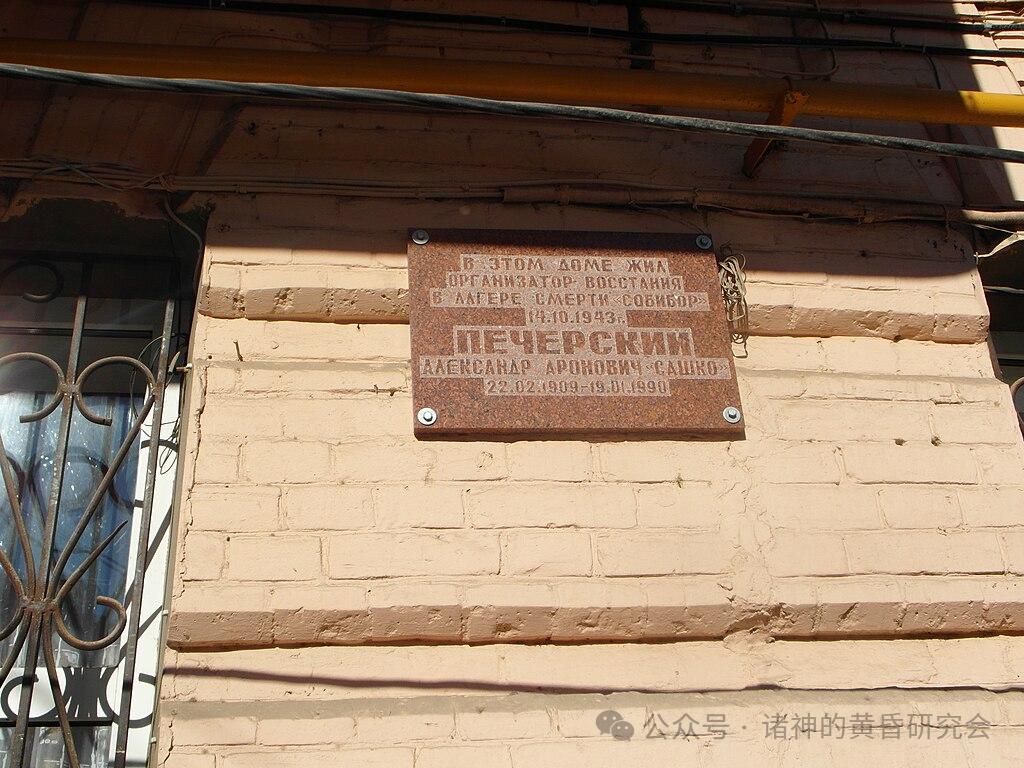 В ЭТОМ ДОМЕ ЖИЛ
ОРГАНИЗАТОР ВОССТАНИЯ
В ЛАГЕРЕ СМЕРТИ «СОБИБОР»
14.10.1943г.
ПЕЧЕРСКИЙ
АЛЕКСАНДР АРОНОВИЧ «САШКО»
22.02.1909-19.01.1990
公众号 · 诸神的黄昏研究会